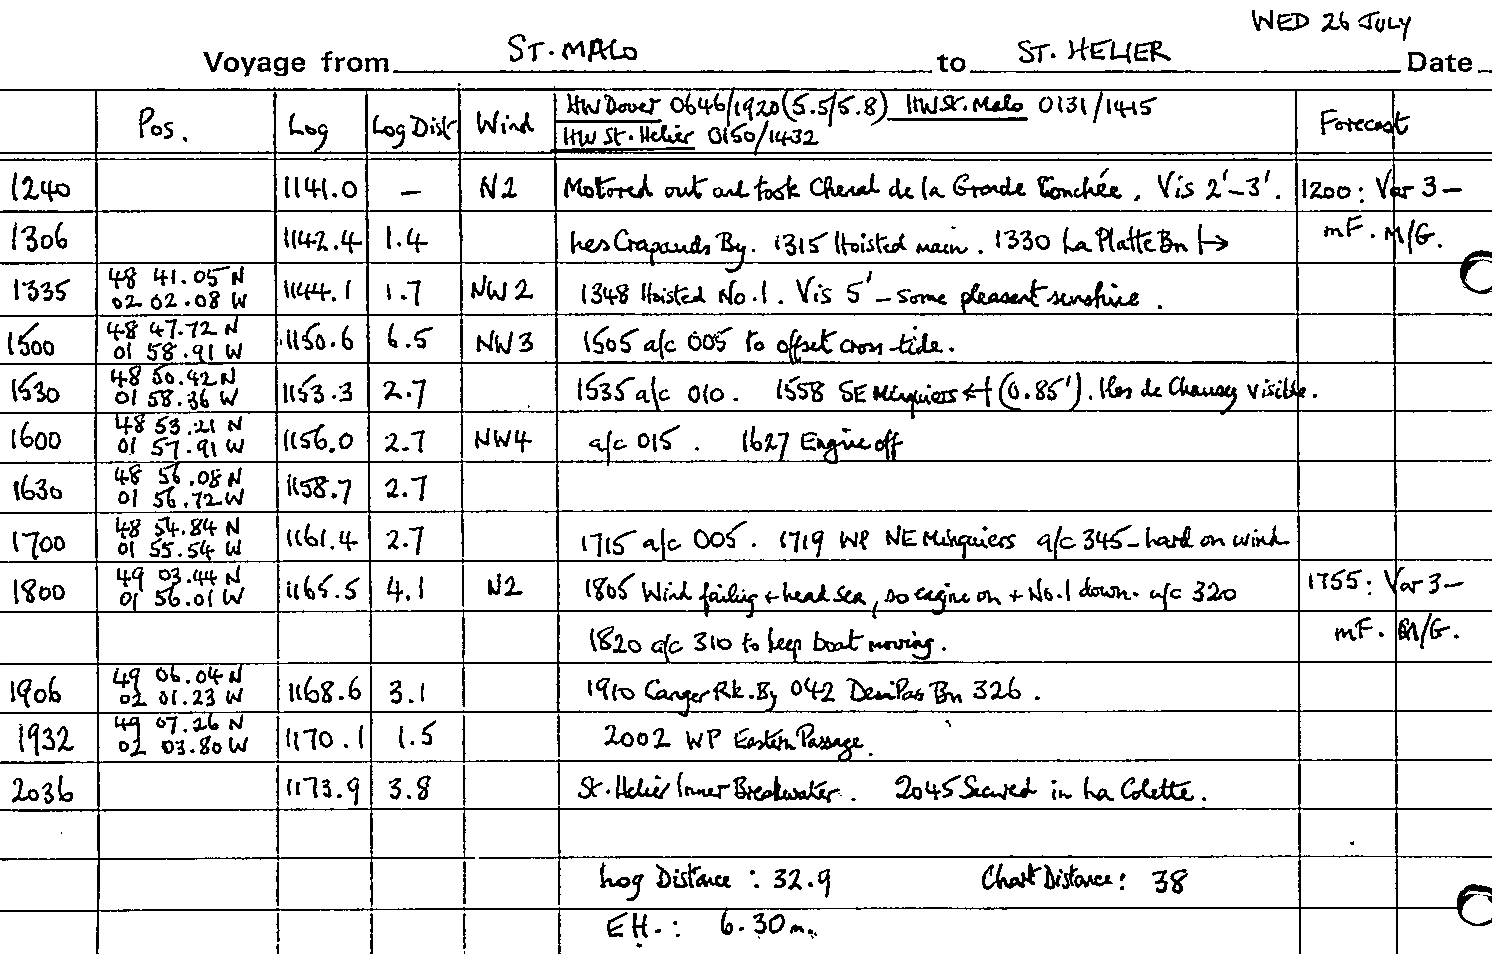 WED 26 JULY
Voyage from ST. MALO to ST. HELIER Date
Pos. Log Log Dist Wind HW Dover 0646/1920 (5.5/5.8) HW St. Malo 0131/1415 Forecast
HW St. Helier 0150/1432
1240 1141.0 – N2 Motored out and took Chenal de la Grande Conchée. Vis 2'-3'. 1200: Var 3-
1306 1142.4 1.4 Les Crapauds By. 1315 Hoisted main. 1330 La Platte Bn mF. M/G.
1335 48 41.05 N 1144.1 1.7 NW2 1348 Hoisted No.1. Vis 5' – some pleasant sunshine.
02 02.08 W
1500 48 47.72 N 1150.6 6.5 NW3 1505 a/c 005 to offset cross-tide.
01 58.91 W
1530 48 50.42 N 1153.3 2.7 1535 a/c 010. 1558 SE Minquiers (0.85'). Iles de Chausey visible.
01 58.36 W
1600 48 53.21 N 1156.0 2.7 NW4 a/c 015. 1627 Engine off
01 57.91 W
1630 48 56.08 N 1158.7 2.7
01 56.72 W
1700 48 54.84 N 1161.4 2.7 1715 a/c 005. 1719 WP NE Minquiers a/c 345 – hard on wind
01 55.54 W
1800 49 03.44 N 1165.5 4.1 N2 1805 Wind failing + head sea, so engine on + No.1 down. a/c 320 1755: Var 3-
01 56.01 W
1820 a/c 310 to keep boat moving. mF. M/G.
1906 49 06.04 N 1168.6 3.1 1910 Canger Rk. By 042 DemiPas Bn 326.
02 01.23 W
1932 49 07.26 N 1170.1 1.5 2002 WP Eastern Passage.
02 03.80 W
2036 1173.9 3.8 St. Helier Inner Breakwater. 2045 Secured in La Colette.
Log Distance: 32.9 Chart Distance: 38
E.H.: 6.30m.